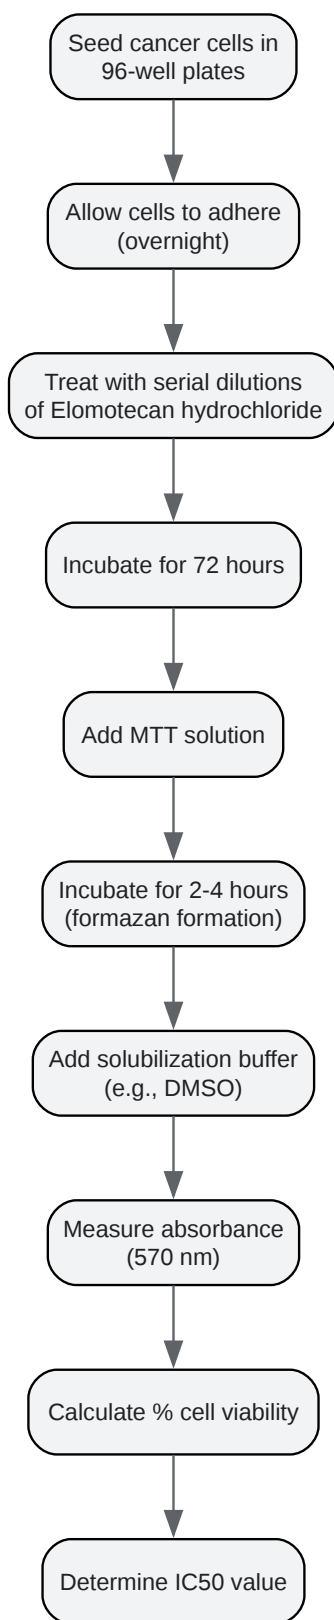 Seed cancer cells in
96-well plates
Allow cells to adhere
(overnight)
Treat with serial dilutions
of Elomotecan hydrochloride
Incubate for 72 hours
Add MTT solution
Incubate for 2-4 hours
(formazan formation)
Add solubilization buffer
(e.g., DMSO)
Measure absorbance
(570 nm)
Calculate % cell viability
Determine IC50 value